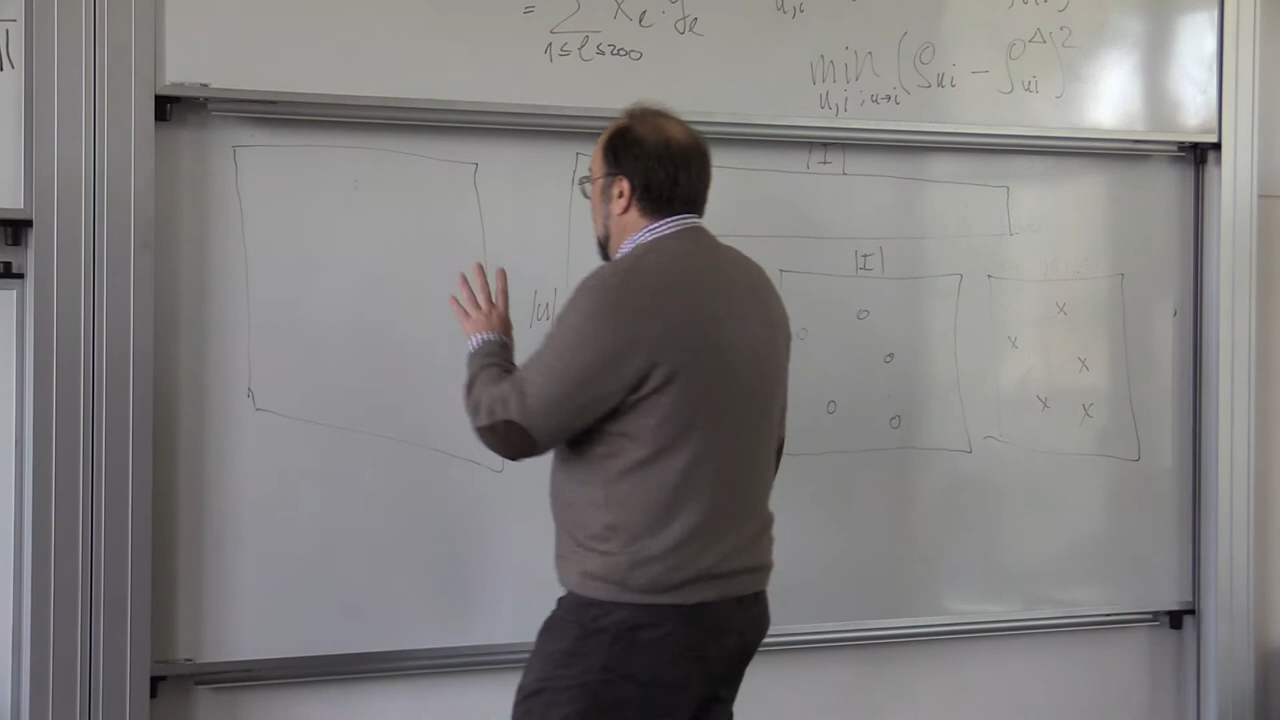 = ∑ x_ℓ · y_ℓ
1≤ℓ≤200
u,i
min (ρ_ui − ρ^Δ_ui)²
u,i ; u→i
|I|
|U|
|I|
o
o
o
o
o
x
x
x
x
x